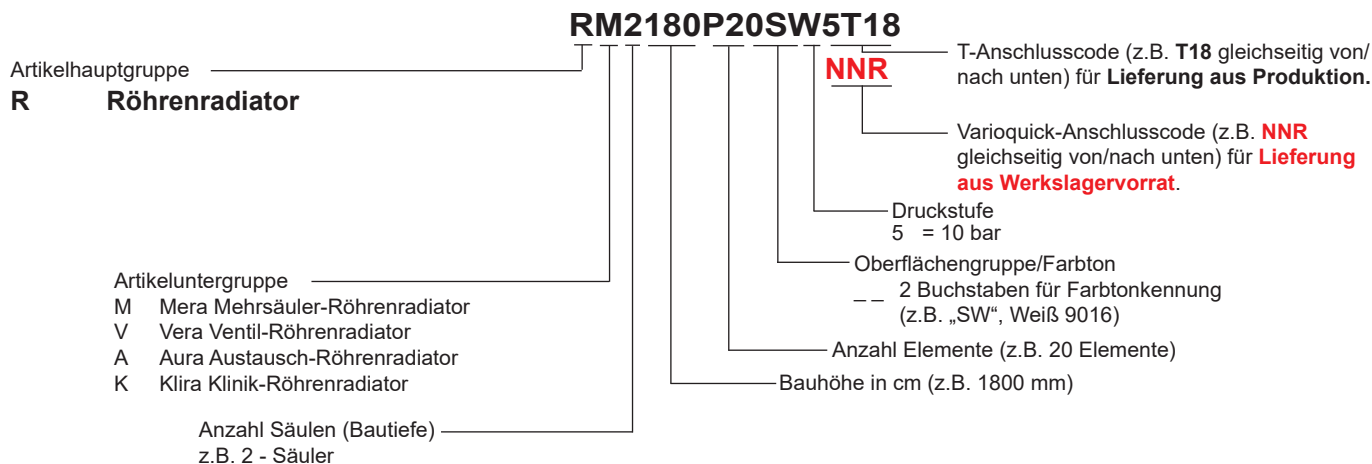 RM2180P20SW5T18
NNR
T-Anschlusscode (z.B. T18 gleichseitig von/
nach unten) für Lieferung aus Produktion.
Artikelhauptgruppe
R Röhrenradiator
Varioquick-Anschlusscode (z.B. NNR
gleichseitig von/nach unten) für Lieferung
aus Werkslagervorrat.
Druckstufe
5 = 10 bar
Oberflächengruppe/Farbton
_ _ 2 Buchstaben für Farbtonkennung
(z.B. „SW“, Weiß 9016)
Artikeluntergruppe
M Mera Mehrsäuler-Röhrenradiator
V Vera Ventil-Röhrenradiator
A Aura Austausch-Röhrenradiator
K Klira Klinik-Röhrenradiator
Anzahl Elemente (z.B. 20 Elemente)
Bauhöhe in cm (z.B. 1800 mm)
Anzahl Säulen (Bautiefe)
z.B. 2 - Säuler